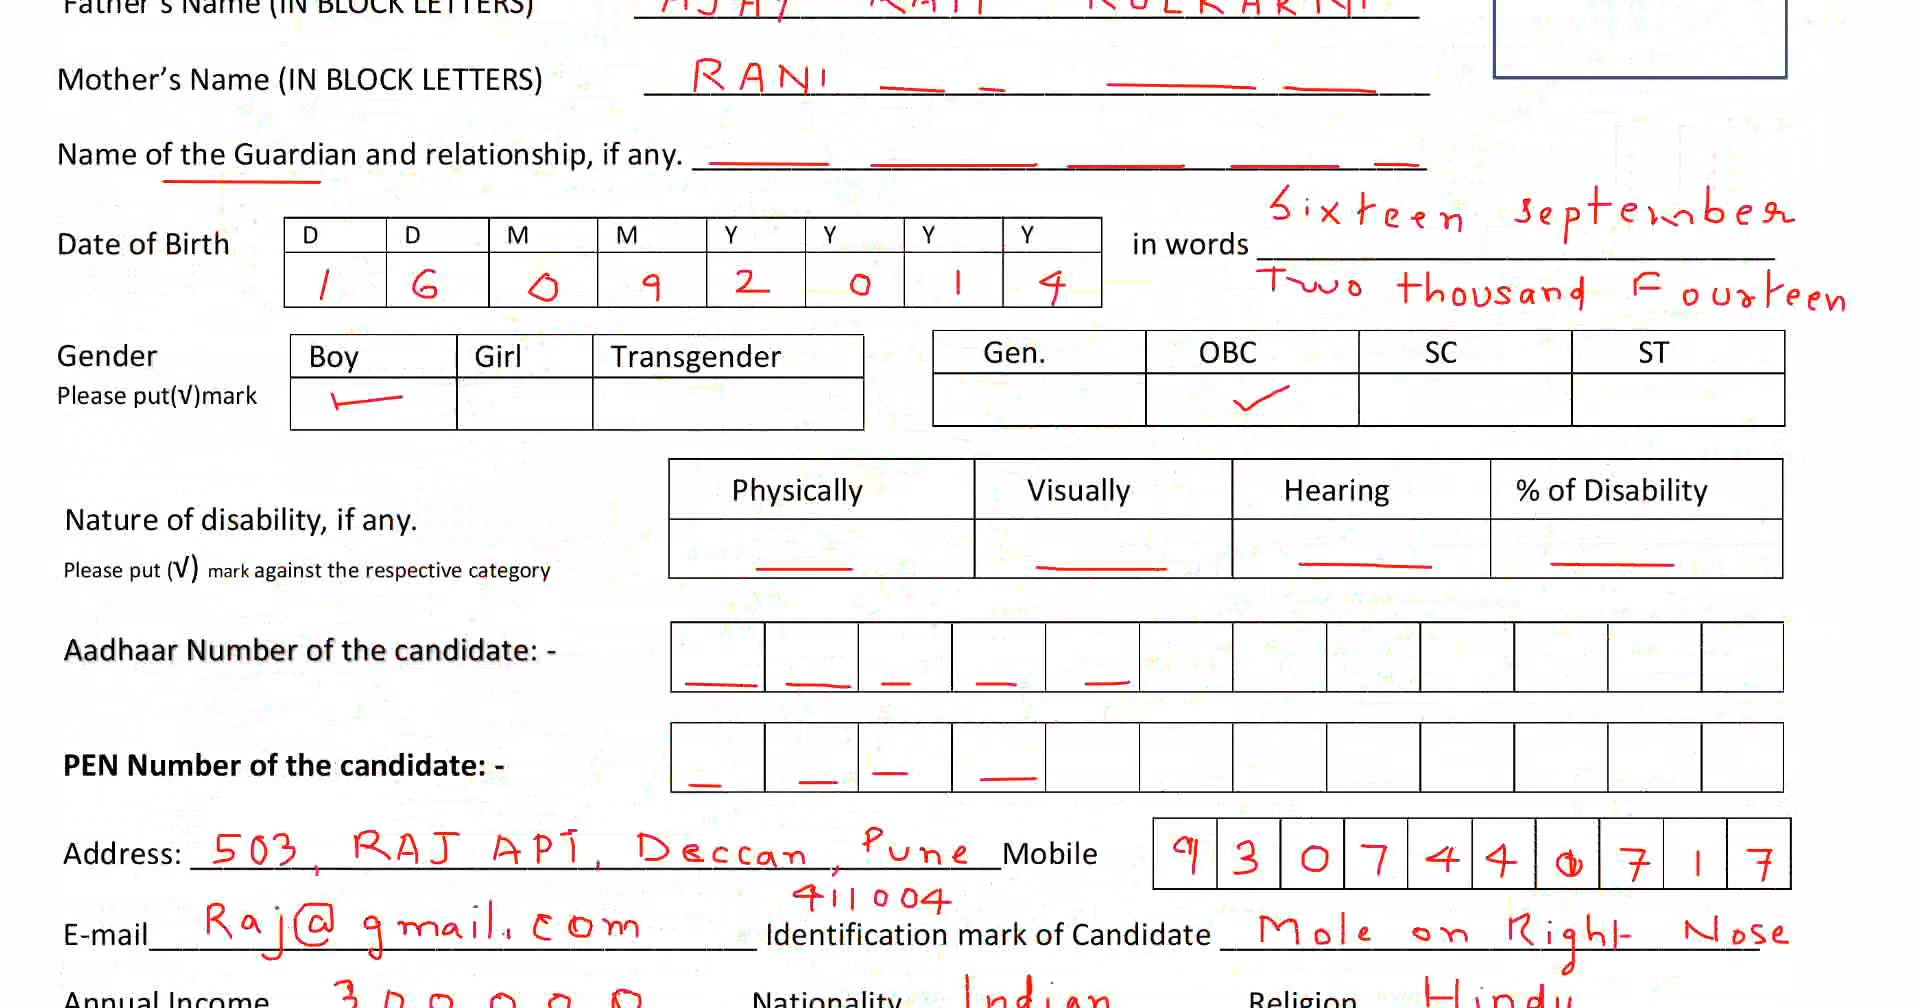 Father's Name (IN BLOCK LETTERS) AJAY RAJ KULKARNI
Mother's Name (IN BLOCK LETTERS) RANI
Name of the Guardian and relationship, if any.
Sixteen September
Date of Birth D D M M Y Y Y Y in words
1 6 0 9 2 0 1 4 Two thousand Fourteen
Gender Boy Girl Transgender Gen. OBC SC ST
Please put(√)mark ✓ ✓
Physically Visually Hearing % of Disability
Nature of disability, if any.
Please put (√) mark against the respective category
Aadhaar Number of the candidate: -
PEN Number of the candidate: -
Address: 503, RAJ APT, Deccan, Pune Mobile 9 3 0 7 4 4 0 7 1 7
411004
E-mail Raj@gmail.com Identification mark of Candidate Mole on Right Nose
Annual Income 300000 Nationality Indian Religion Hindu